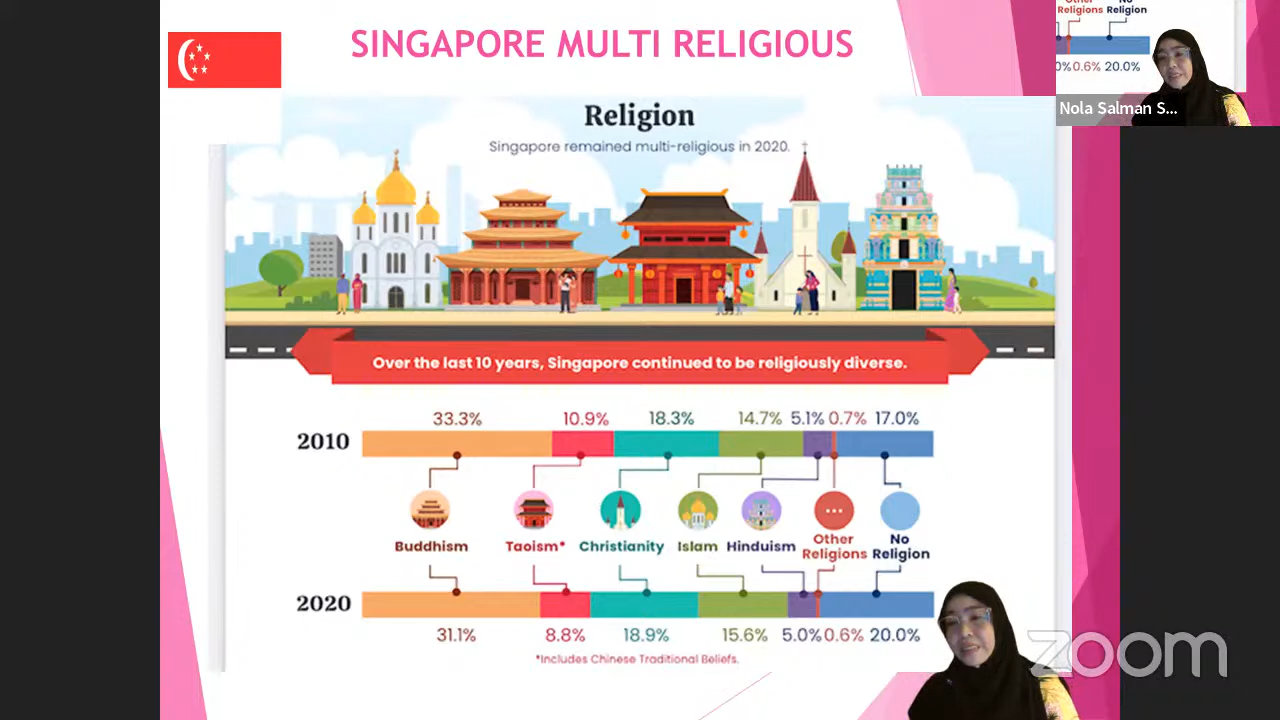 SINGAPORE MULTI RELIGIOUS
Religion
Singapore remained multi-religious in 2020.
Over the last 10 years, Singapore continued to be religiously diverse.
33.3% 10.9% 18.3% 14.7% 5.1% 0.7% 17.0%
2010
Buddhism Taoism* Christianity Islam Hinduism Other Religions No Religion
2020
31.1% 8.8% 18.9% 15.6% 5.0% 0.6% 20.0%
*Includes Chinese Traditional Beliefs.
Other No
Religions Religion
0% 0.6% 20.0%
Nola Salman S...
zoom